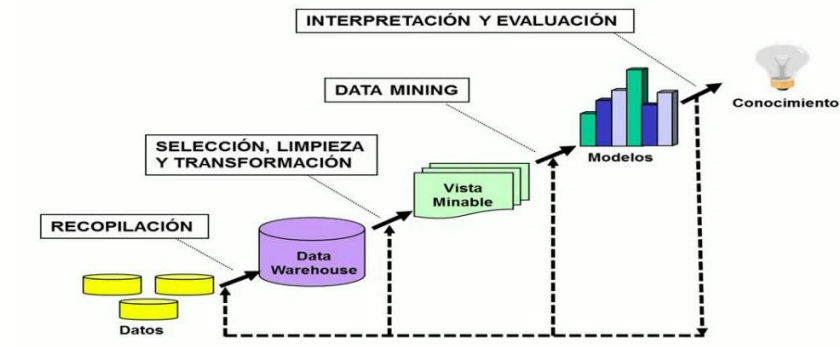 INTERPRETACIÓN Y EVALUACIÓN
Conocimiento
DATA MINING
Modelos
SELECCIÓN, LIMPIEZA
Y TRANSFORMACIÓN
Vista
Minable
RECOPILACIÓN
Data
Warehouse
Datos